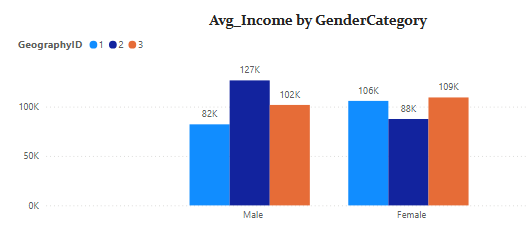 Avg_Income by GenderCategory
GeographyID 1 2 3
127K
106K
109K
102K
88K
82K
100K
50K
0K
Male Female